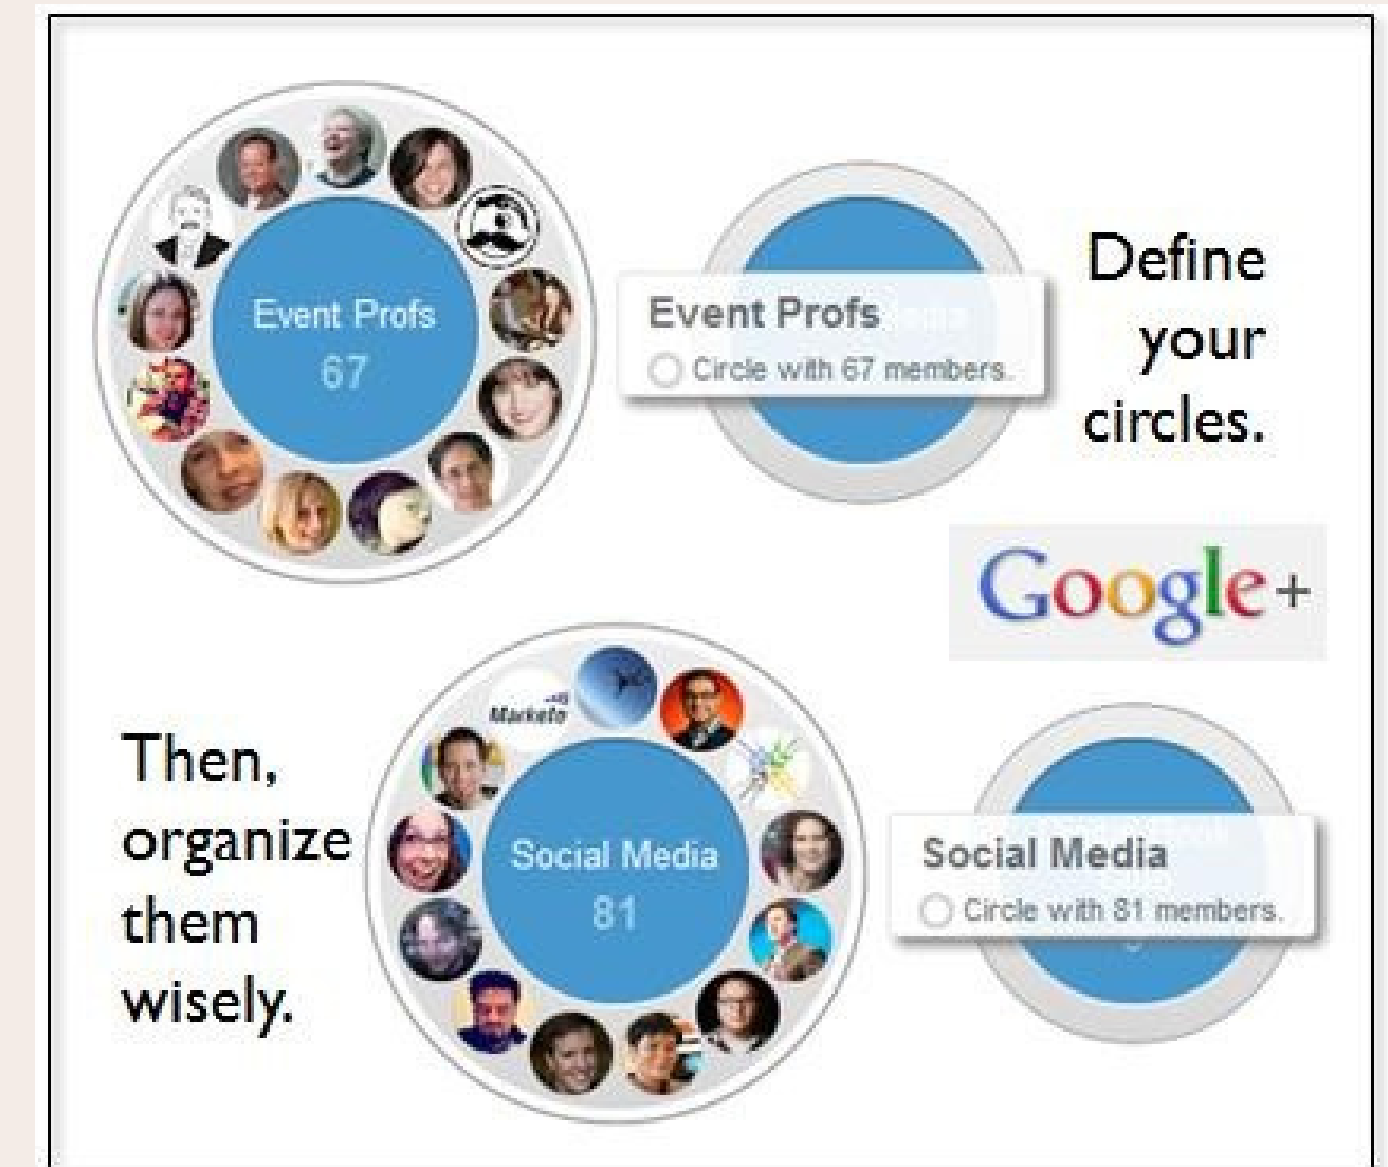 Event Profs
67
Event Profs
Circle with 67 members.
Define
your
circles.
Google+
Then,
organize
them
wisely.
Marketo
Social Media
81
Social Media
Circle with 81 members.